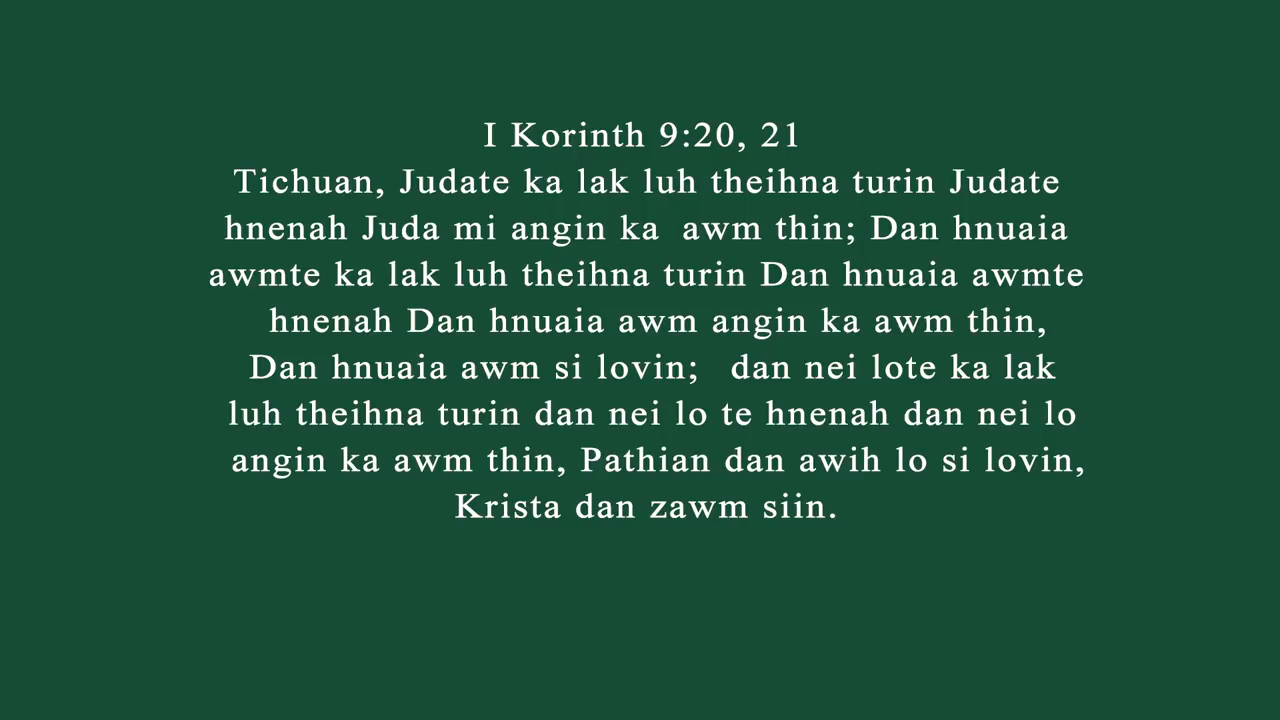 I Korinth 9:20, 21
Tichuan, Judate ka lak luh theihna turin Judate
hnenah Juda mi angin ka  awm thin; Dan hnuaia
awmte ka lak luh theihna turin Dan hnuaia awmte
hnenah Dan hnuaia awm angin ka awm thin,
Dan hnuaia awm si lovin;   dan nei lote ka lak
luh theihna turin dan nei lo te hnenah dan nei lo
angin ka awm thin, Pathian dan awih lo si lovin,
Krista dan zawm siin.